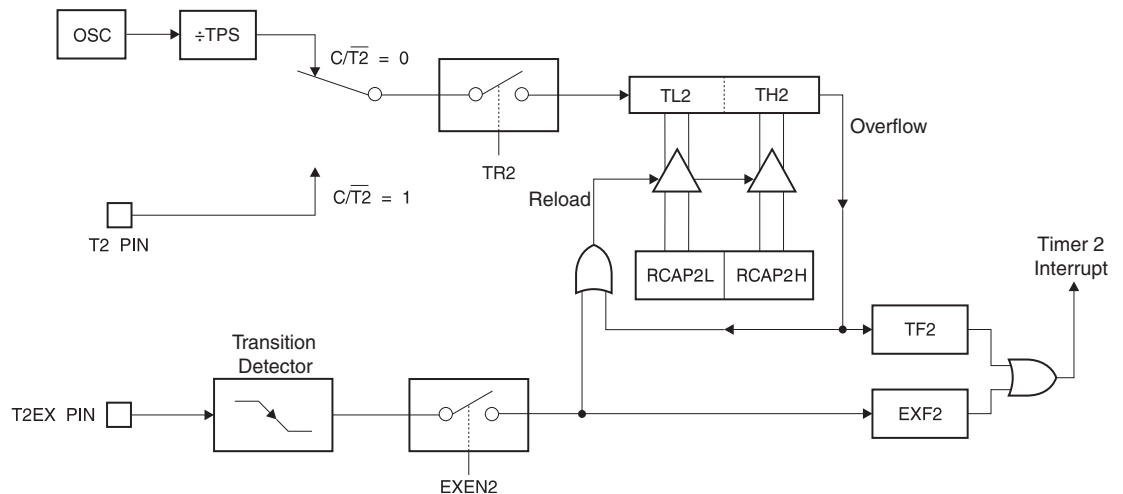 OSC
÷TPS
C/T2̅ = 0
TR2
TL2
TH2
Overflow
C/T2̅ = 1
T2 PIN
Reload
RCAP2L
RCAP2H
Timer 2
Interrupt
TF2
Transition
Detector
T2EX PIN
EXF2
EXEN2